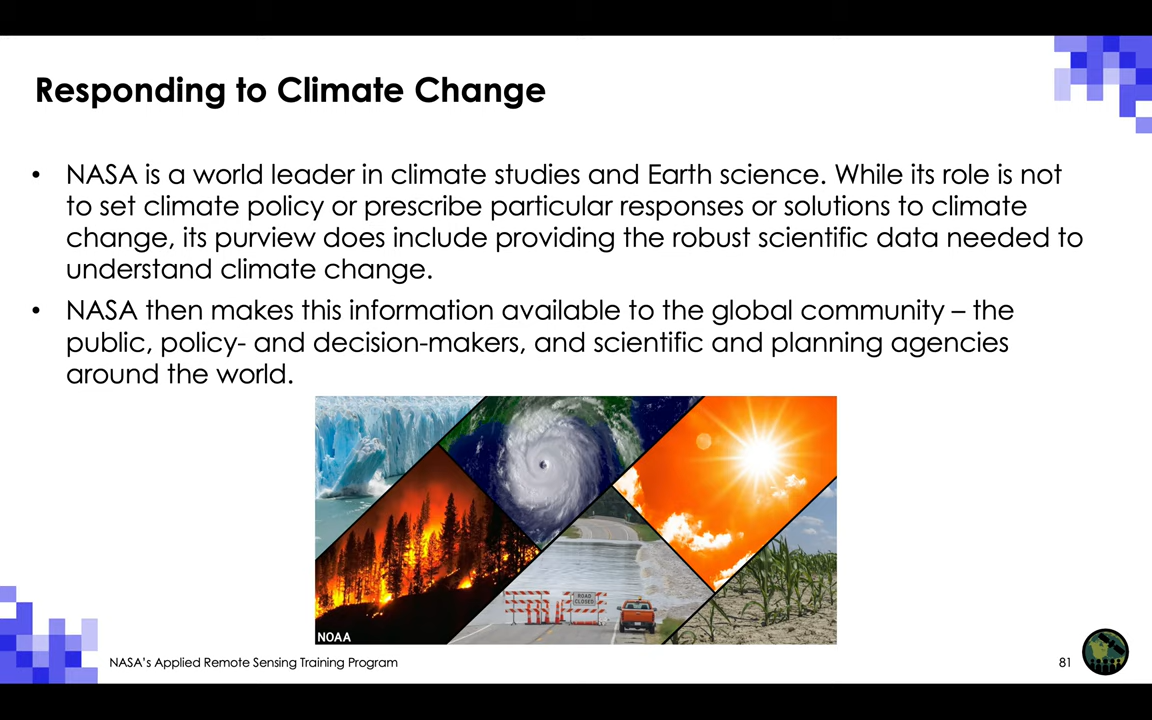 Responding to Climate Change
• NASA is a world leader in climate studies and Earth science. While its role is not
to set climate policy or prescribe particular responses or solutions to climate
change, its purview does include providing the robust scientific data needed to
understand climate change.
• NASA then makes this information available to the global community – the
public, policy- and decision-makers, and scientific and planning agencies
around the world.
ROAD
CLOSED
NOAA
NASA's Applied Remote Sensing Training Program
81